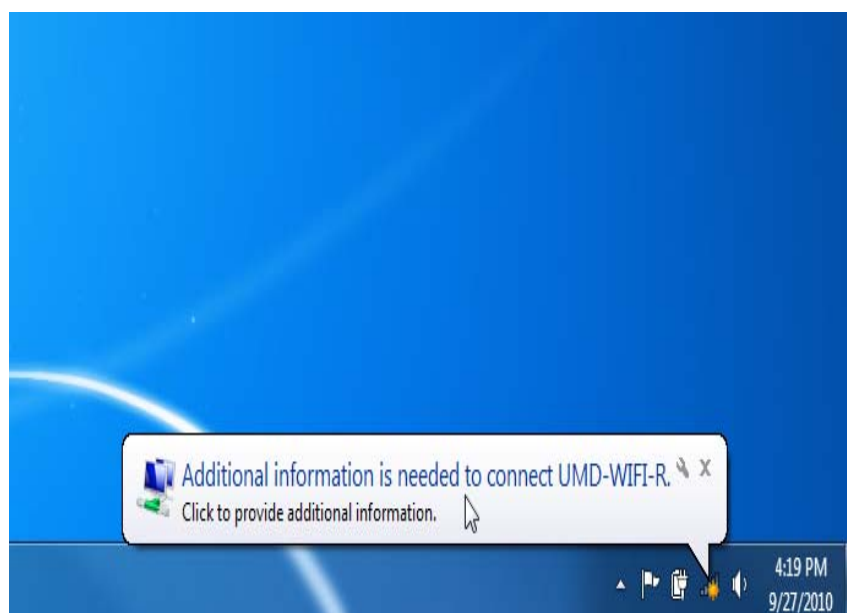 Additional information is needed to connect UMD-WIFI-R.
Click to provide additional information.
4:19 PM
9/27/2010